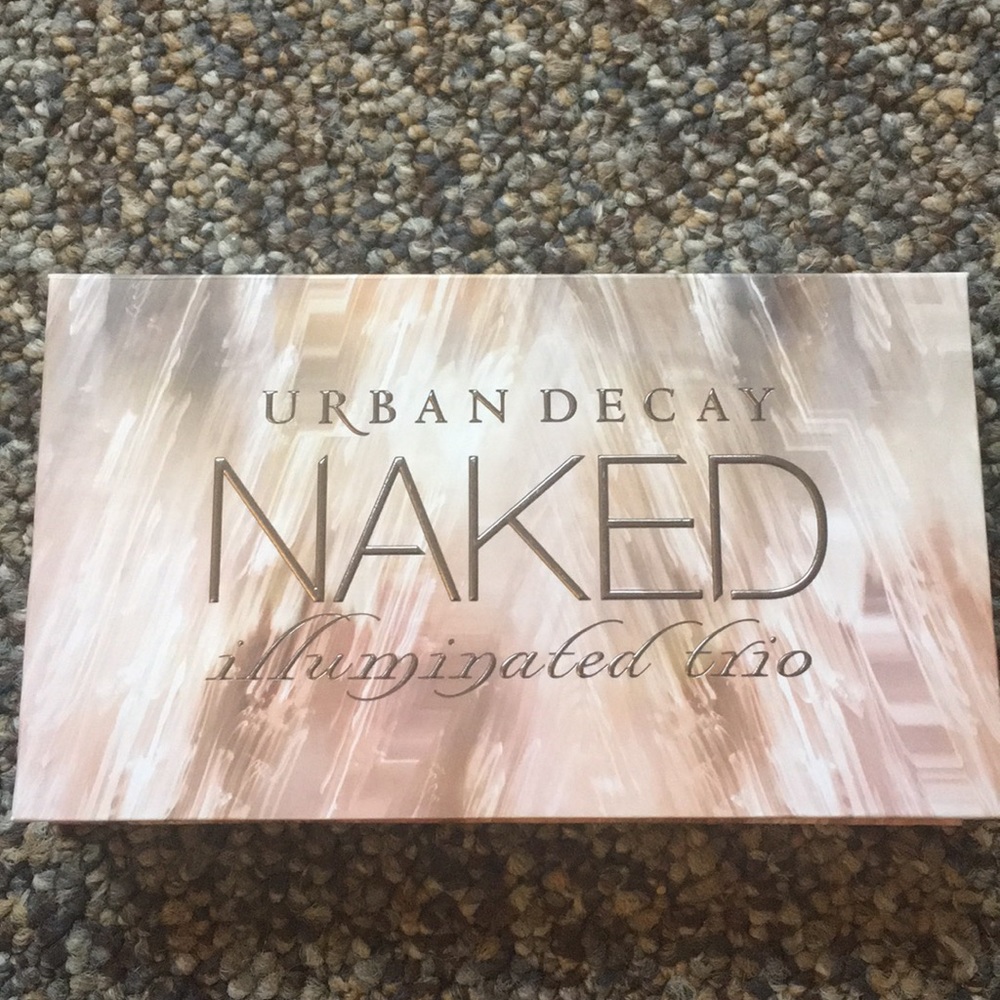 URBAN DECAY
NAKED
illuminated trio